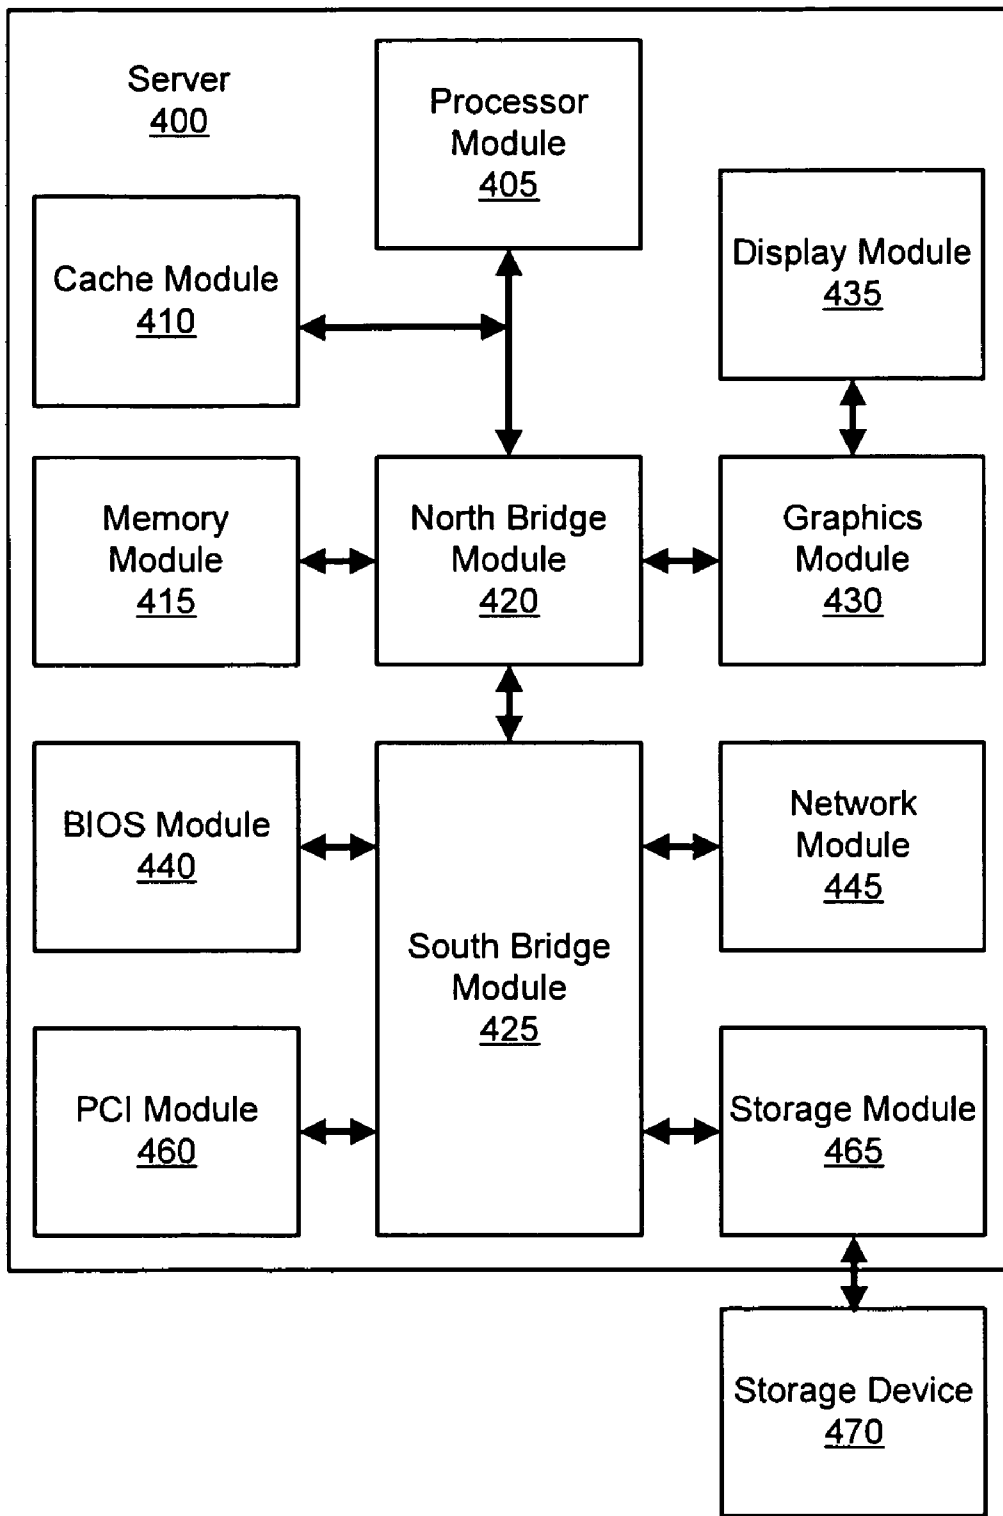 Server
400
Processor
Module
405
Cache Module
410
Display Module
435
Memory
Module
415
North Bridge
Module
420
Graphics
Module
430
BIOS Module
440
South Bridge
Module
425
Network
Module
445
PCI Module
460
Storage Module
465
Storage Device
470